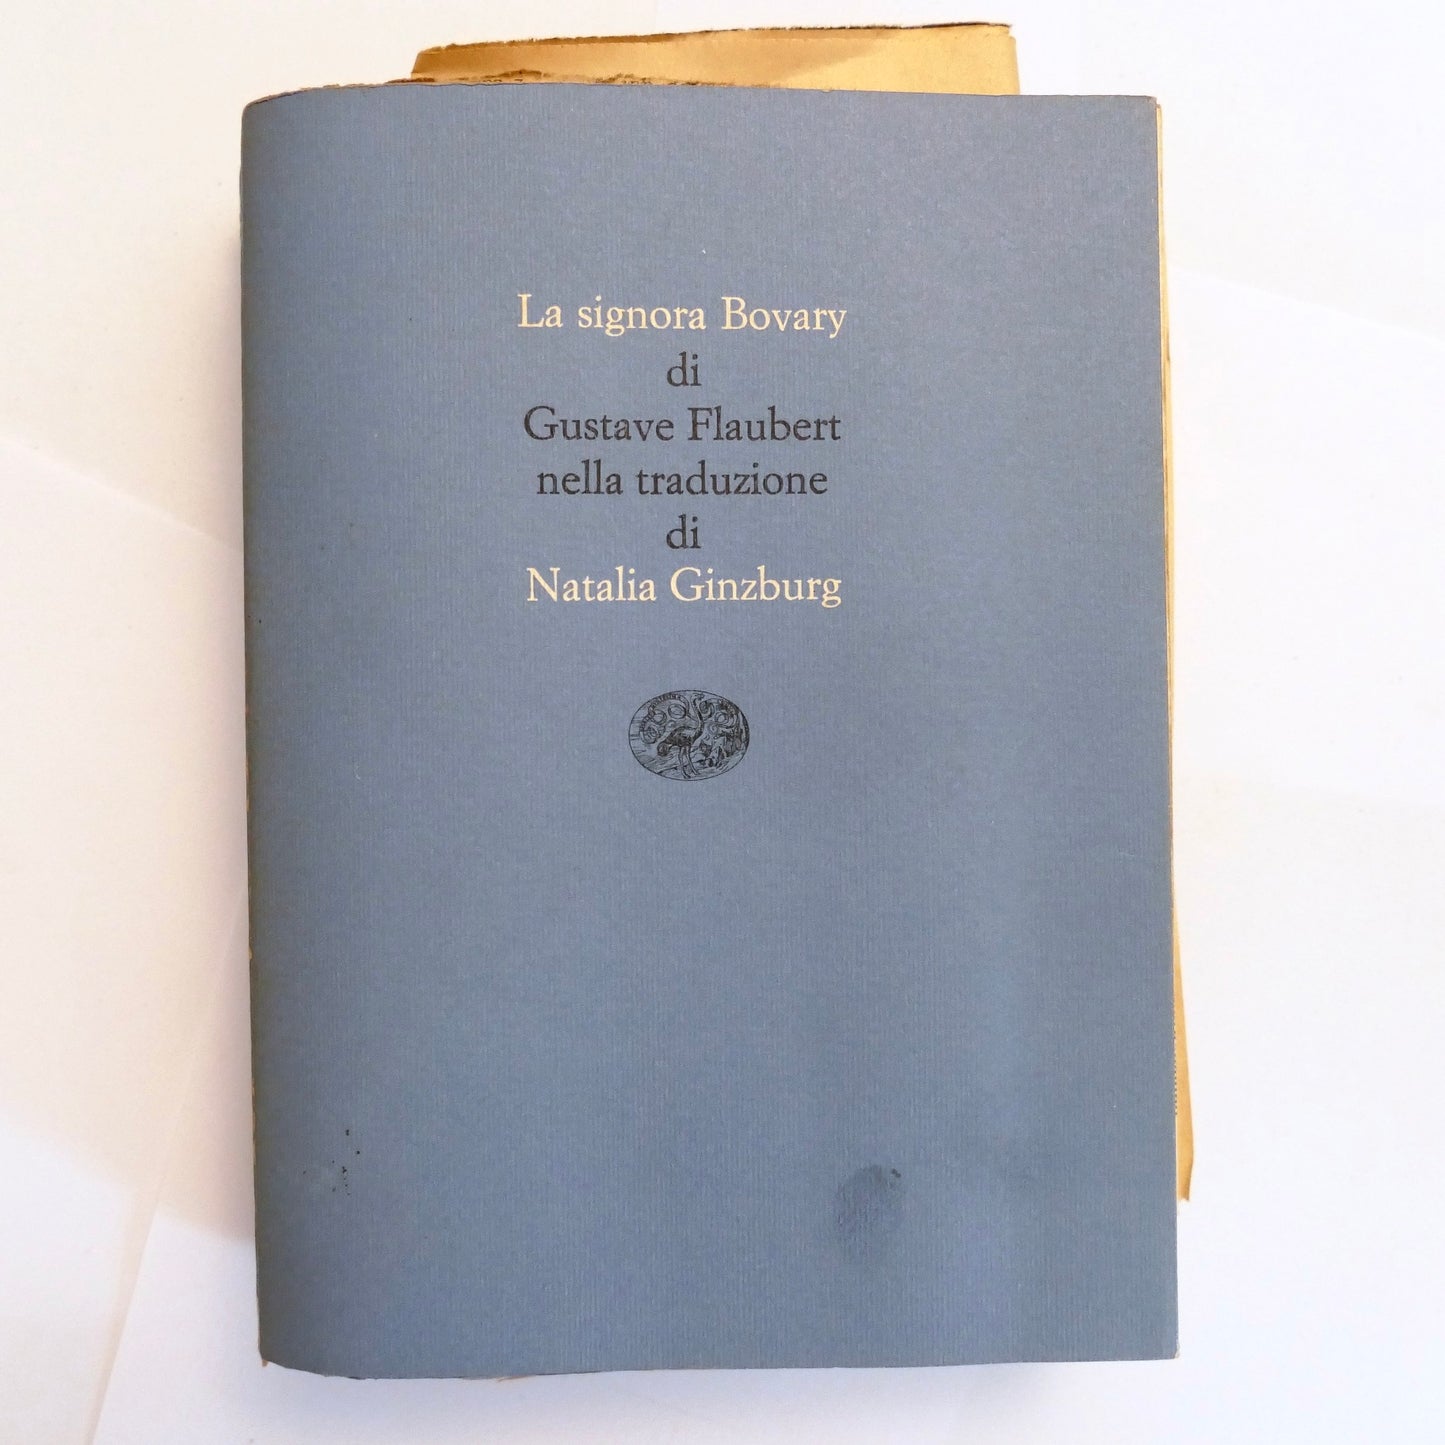 La signora Bovary
di
Gustave Flaubert
nella traduzione
di
Natalia Ginzburg